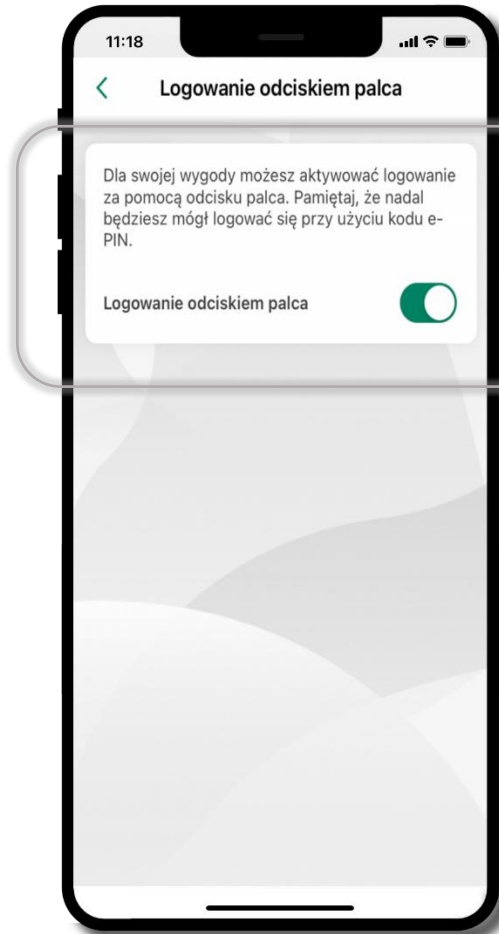 11:18
Logowanie odciskiem palca
Dla swojej wygody możesz aktywować logowanie
za pomocą odcisku palca. Pamiętaj, że nadal
będziesz mógł logować się przy użyciu kodu e-
PIN.
Logowanie odciskiem palca